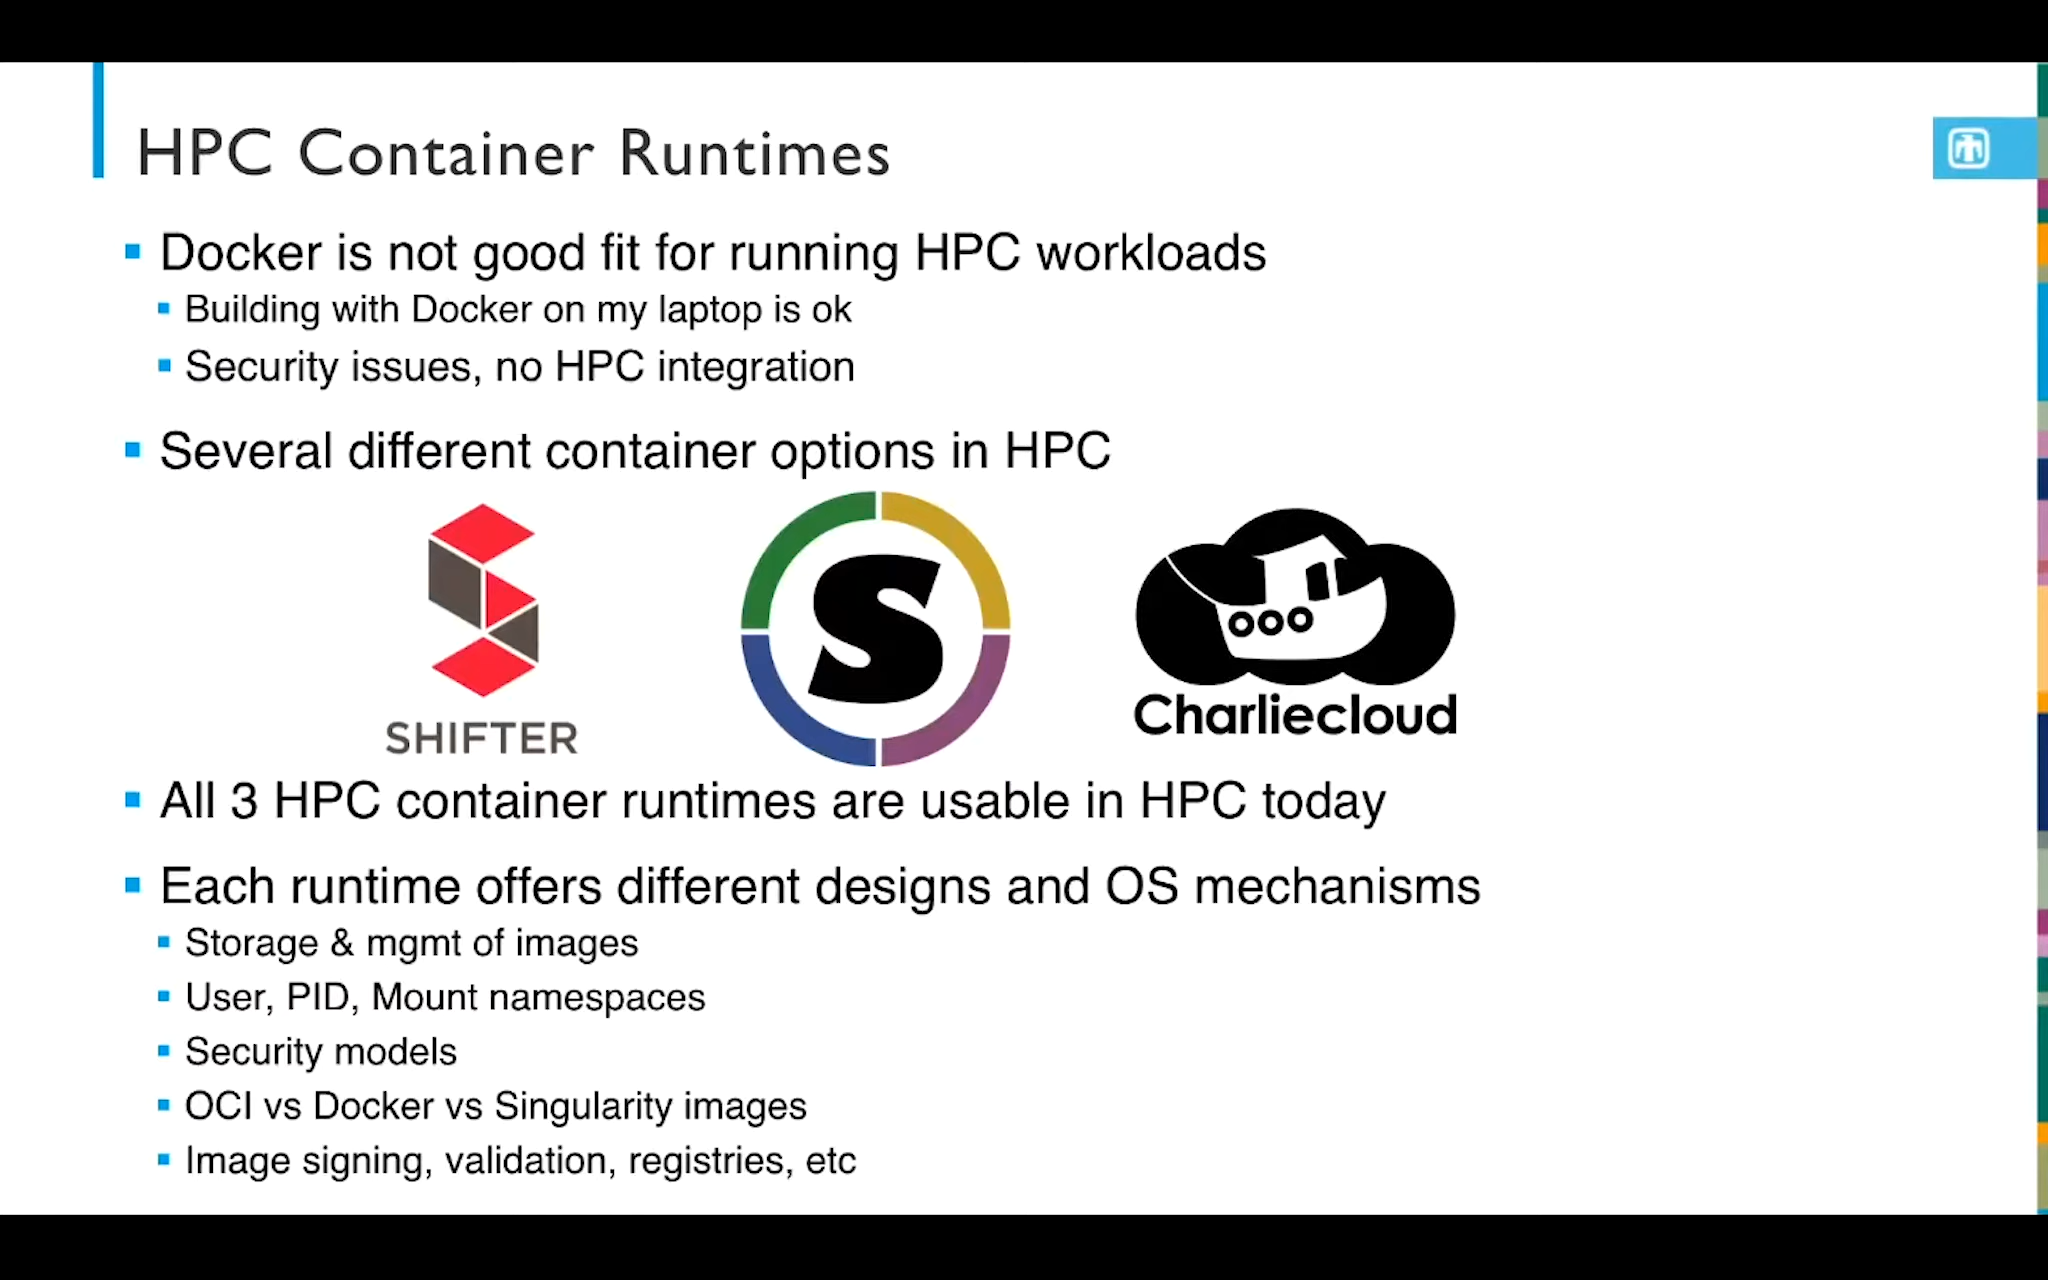 HPC Container Runtimes
Docker is not good fit for running HPC workloads
Building with Docker on my laptop is ok
Security issues, no HPC integration
Several different container options in HPC
SHIFTER
S
Charliecloud
All 3 HPC container runtimes are usable in HPC today
Each runtime offers different designs and OS mechanisms
Storage & mgmt of images
User, PID, Mount namespaces
Security models
OCI vs Docker vs Singularity images
Image signing, validation, registries, etc